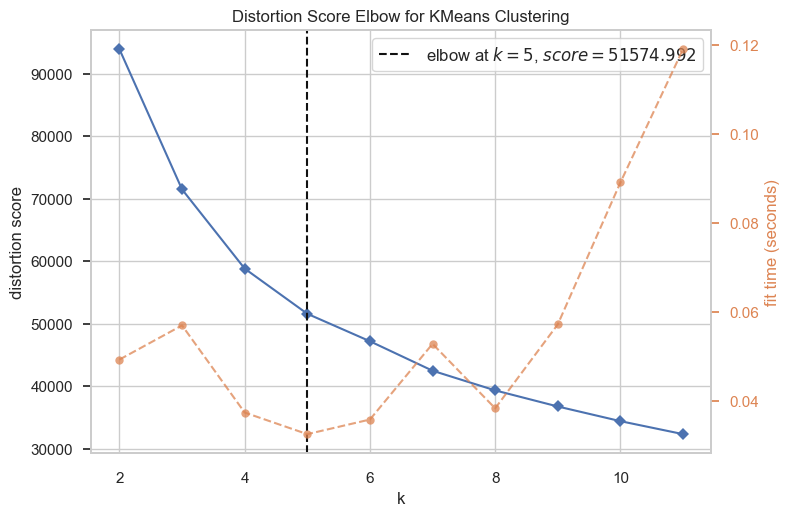 Distortion Score Elbow for KMeans Clustering
elbow at k = 5, score = 51574.992
90000
80000
70000
60000
50000
40000
30000
distortion score
0.12
0.10
0.08
0.06
0.04
fit time (seconds)
2 4 6 8 10
k